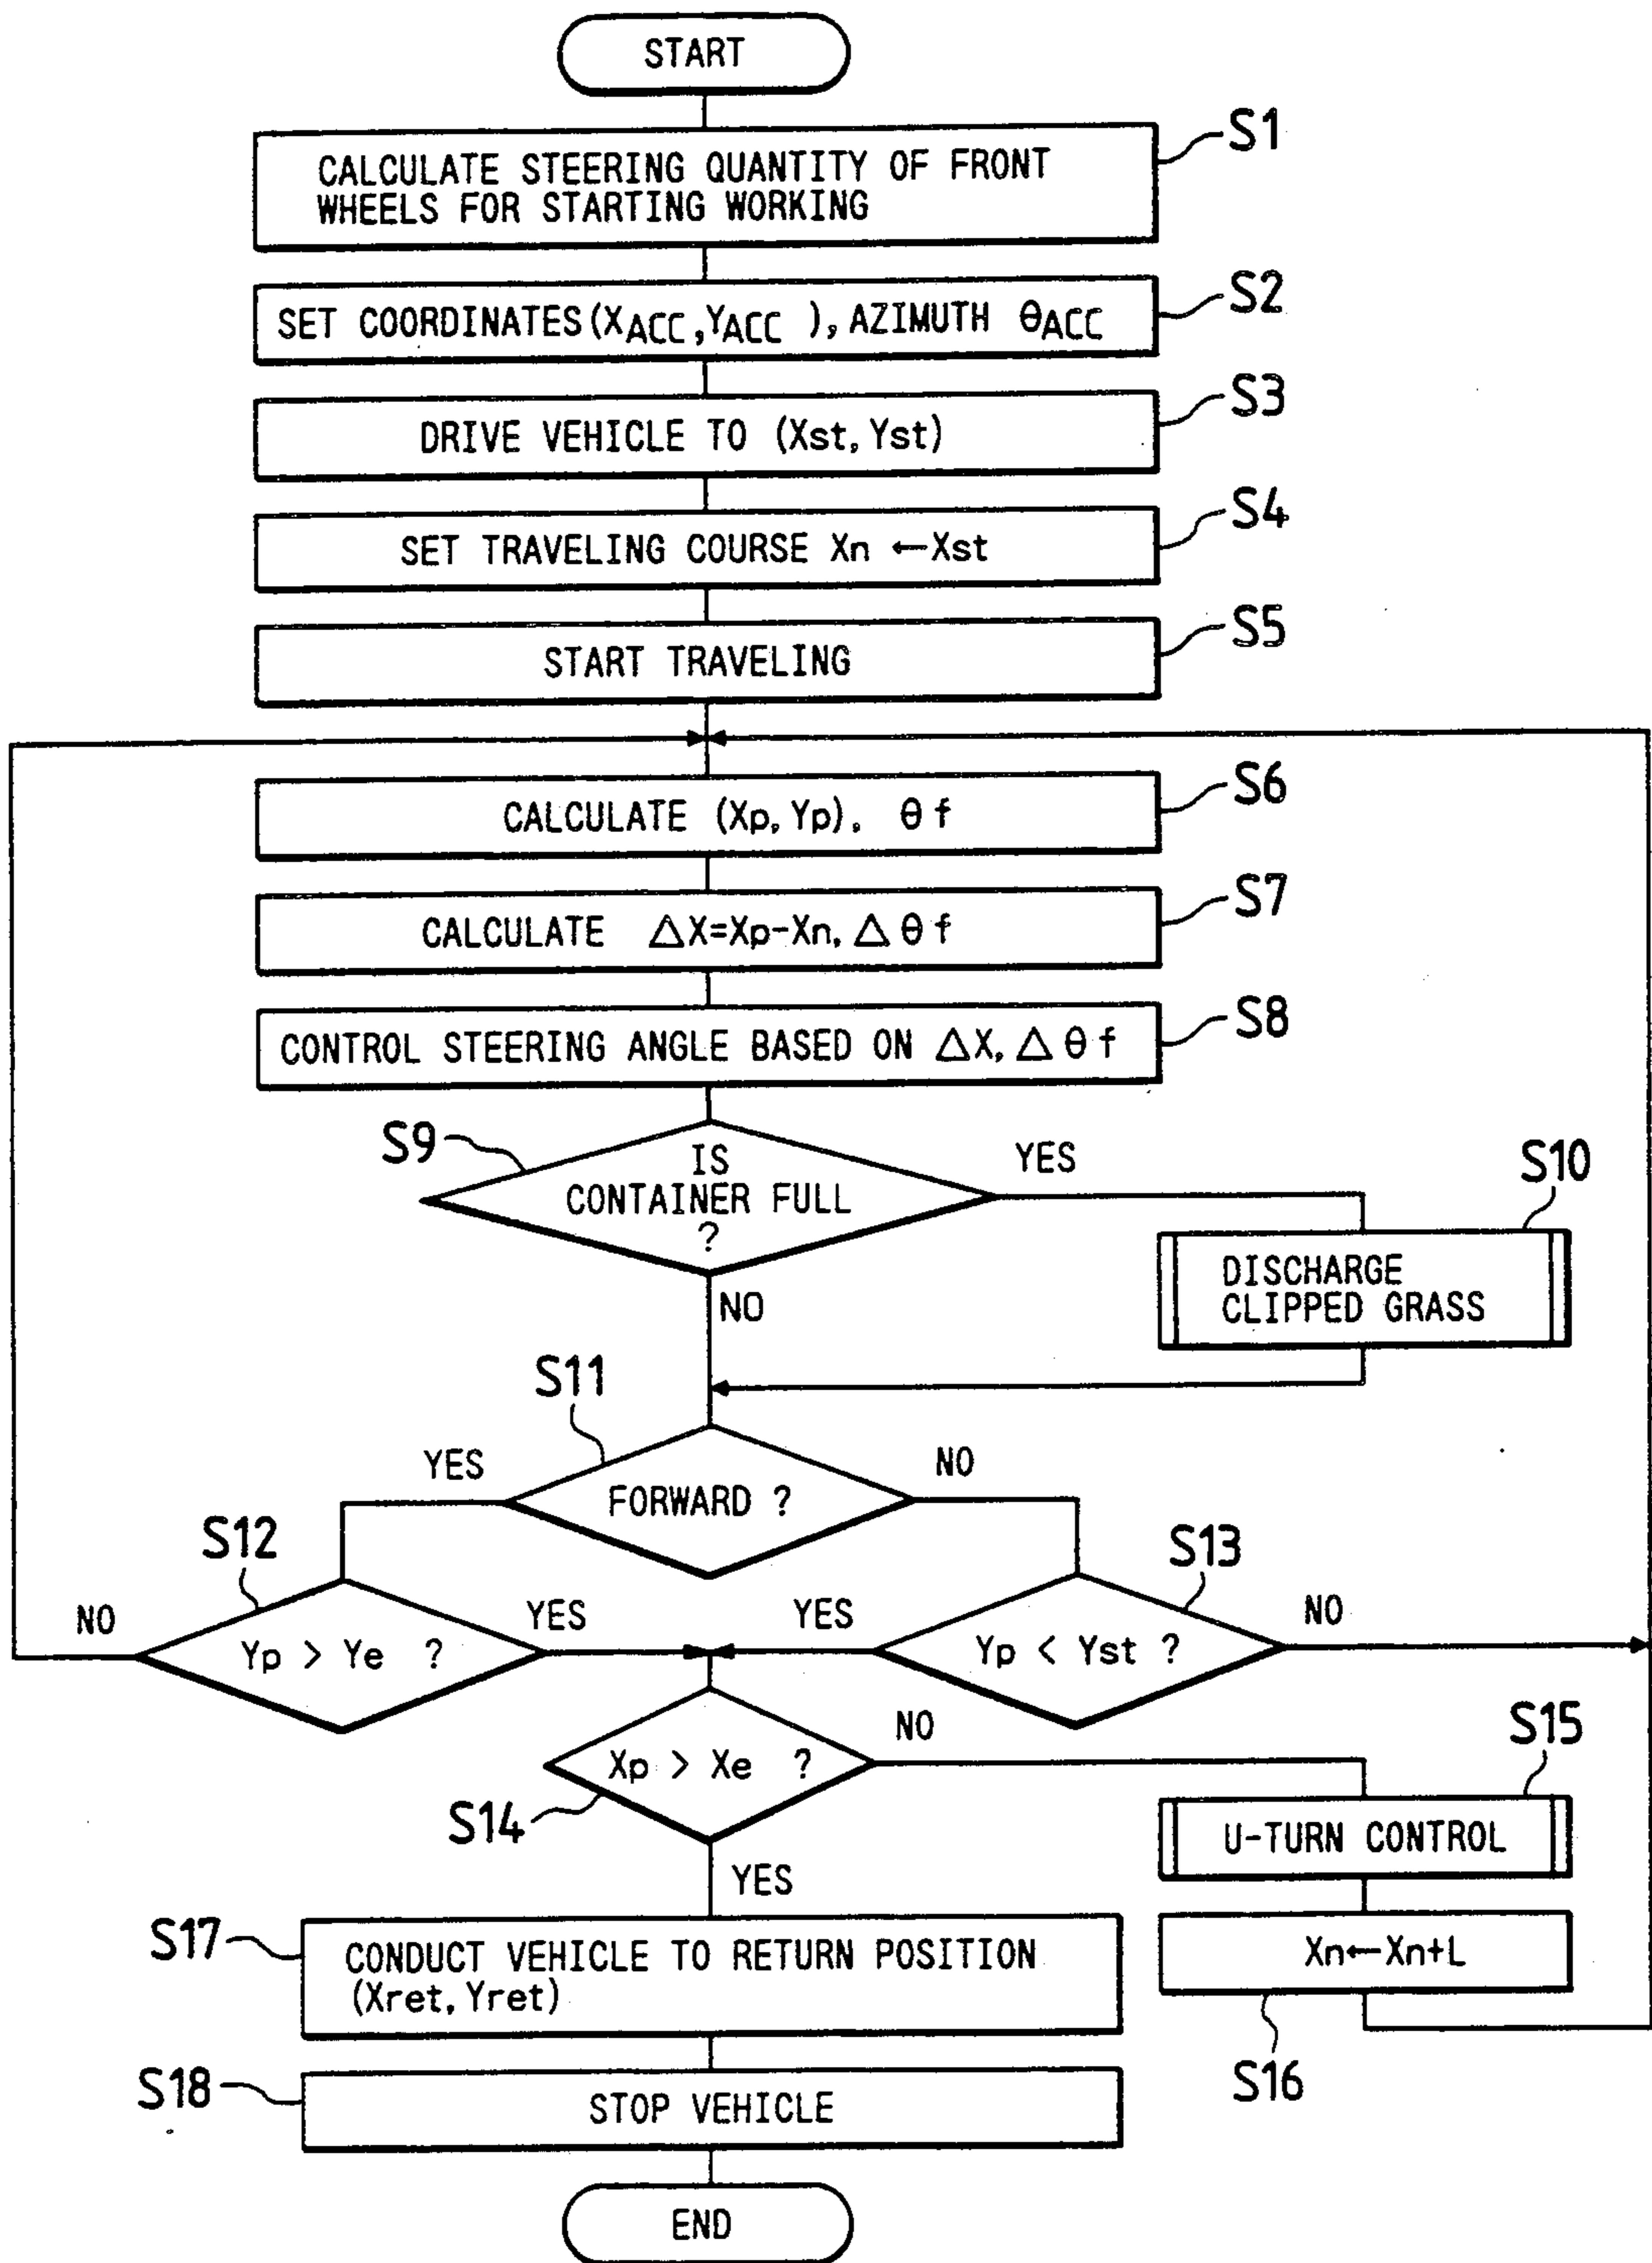 START
S1
CALCULATE STEERING QUANTITY OF FRONT
WHEELS FOR STARTING WORKING
S2
SET COORDINATES(XACC,YACC ), AZIMUTH θACC
S3
DRIVE VEHICLE TO (Xst, Yst)
S4
SET TRAVELING COURSE Xn ←Xst
S5
START TRAVELING
S6
CALCULATE (Xp, Yp), θf
S7
CALCULATE ΔX=Xp-Xn, Δθf
S8
CONTROL STEERING ANGLE BASED ON ΔX, Δθf
S9
IS
CONTAINER FULL
?
YES
NO
S10
DISCHARGE
CLIPPED GRASS
S11
FORWARD ?
YES
NO
S12
Yp > Ye ?
NO
YES
S13
Yp < Yst ?
YES
NO
S14
Xp > Xe ?
NO
YES
S15
U-TURN CONTROL
S16
Xn←Xn+L
S17
CONDUCT VEHICLE TO RETURN POSITION
(Xret, Yret)
S18
STOP VEHICLE
END